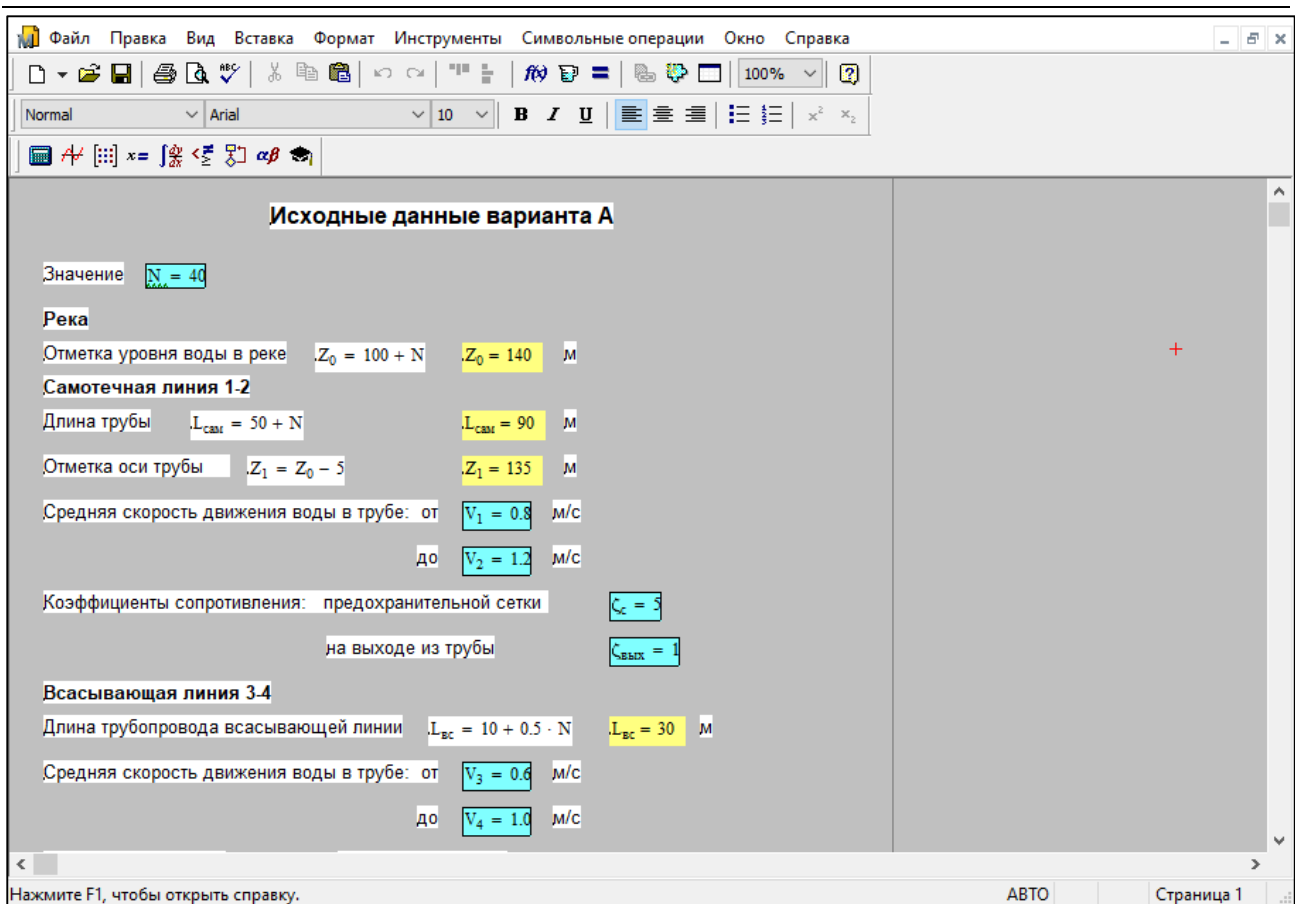 Файл Правка Вид Вставка Формат Инструменты Символьные операции Окно Справка
100%
Normal Arial 10 B I U x² x₂
x= αβ
Исходные данные варианта А
Значение N = 40
Река
Отметка уровня воды в реке Z₀ = 100 + N Z₀ = 140 м
Самотечная линия 1-2
Длина трубы Lсам = 50 + N Lсам = 90 м
Отметка оси трубы Z₁ = Z₀ − 5 Z₁ = 135 м
Средняя скорость движения воды в трубе: от V₁ = 0.8 м/с
до V₂ = 1.2 м/с
Коэффициенты сопротивления: предохранительной сетки ζс = 5
на выходе из трубы ζвых = 1
Всасывающая линия 3-4
Длина трубопровода всасывающей линии Lвс = 10 + 0.5 · N Lвс = 30 м
Средняя скорость движения воды в трубе: от V₃ = 0.6 м/с
до V₄ = 1.0 м/с
Нажмите F1, чтобы открыть справку. АВТО Страница 1